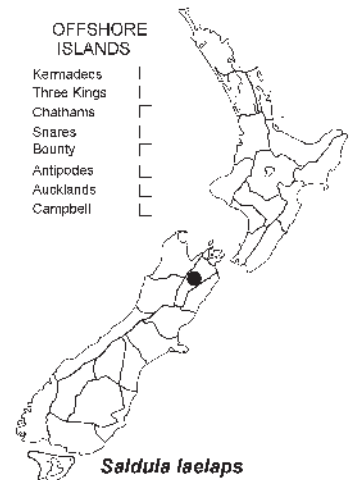 OFFSHORE
ISLANDS
Kermadecs
Three Kings
Chathams
Snares
Bounty
Antipodes
Aucklands
Campbell
Saldula laelaps